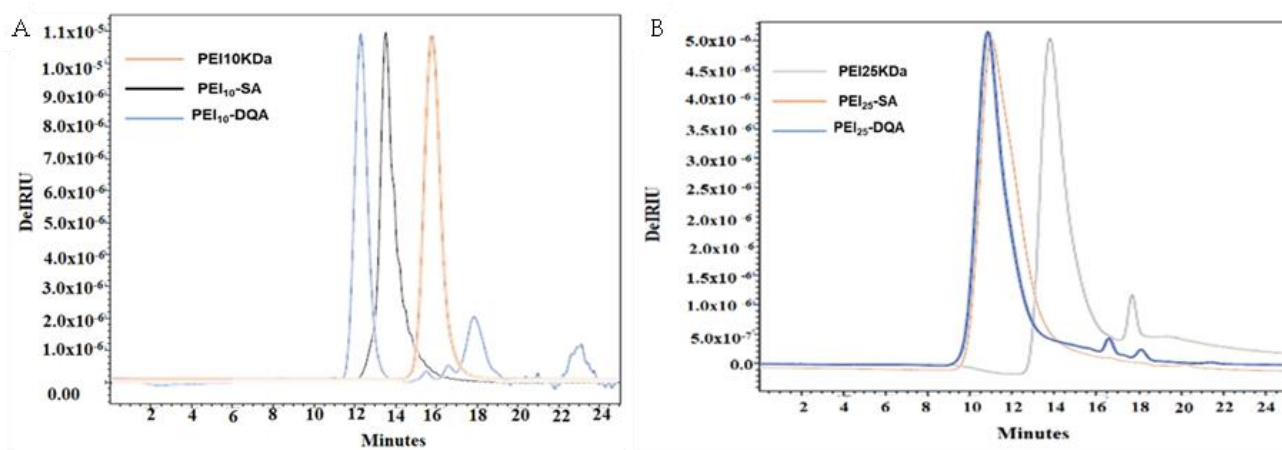 A
DeIRIU
1.1x10-5
1.0x10-5
9.0x10-6
8.0x10-6
7.0x10-6
6.0x10-6
5.0x10-6
4.0x10-6
3.0x10-6
2.0x10-6
1.0x10-6
0.00
PEI10KDa
PEI10-SA
PEI10-DQA
2 4 6 8 10 12 14 16 18 20 22 24
Minutes
B
DeIRIU
5.0x10-6
4.5x10-6
4.0x10-6
3.5x10-6
3.0x10-6
2.5x10-6
2.0x10-6
2.0x10-6
1.5x10-6
1.0x10-6
5.0x10-7
0.0
PEI25KDa
PEI25-SA
PEI25-DQA
2 4 6 8 10 12 14 16 18 20 22 24
Minutes